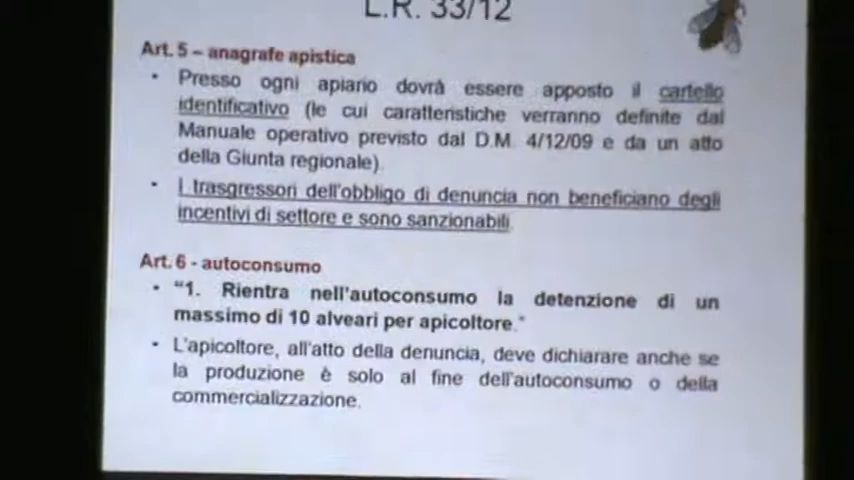 L.R. 33/12
Art. 5 – anagrafe apistica
• Presso ogni apiario dovrà essere apposto il cartello
identificativo (le cui caratteristiche verranno definite dal
Manuale operativo previsto dal D.M. 4/12/09 e da un atto
della Giunta regionale).
• I trasgressori dell'obbligo di denuncia non beneficiano degli
incentivi di settore e sono sanzionabili.
Art. 6 - autoconsumo
• "1. Rientra nell'autoconsumo la detenzione di un
massimo di 10 alveari per apicoltore."
• L'apicoltore, all'atto della denuncia, deve dichiarare anche se
la produzione è solo al fine dell'autoconsumo o della
commercializzazione.